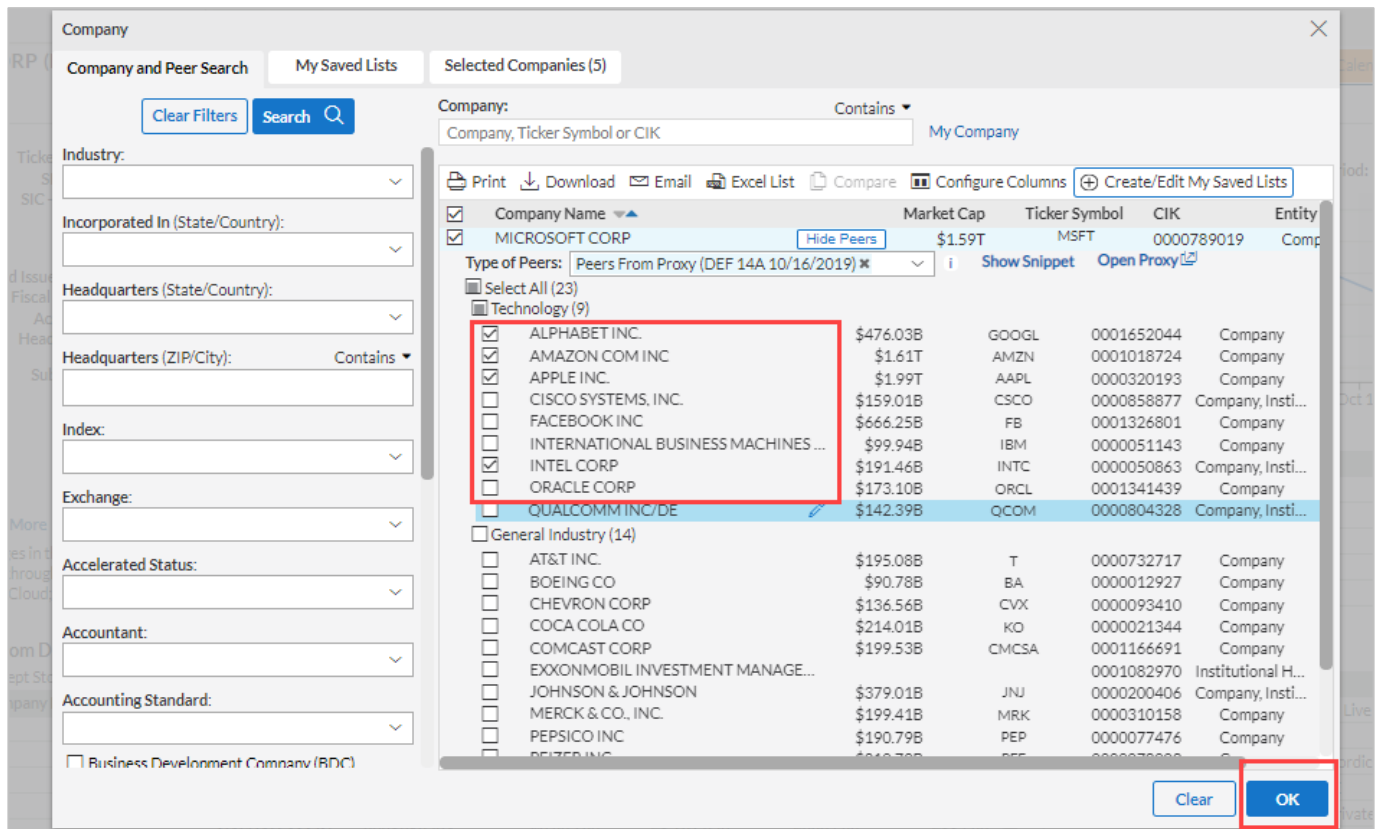 Company
Company and Peer Search
My Saved Lists
Selected Companies (5)
Clear Filters
Search
Industry:
Incorporated In (State/Country):
Headquarters (State/Country):
Headquarters (ZIP/City): Contains
Index:
Exchange:
Accelerated Status:
Accountant:
Accounting Standard:
Business Development Company (BDC)
Company: Contains
Company, Ticker Symbol or CIK My Company
Print Download Email Excel List Compare Configure Columns Create/Edit My Saved Lists
Company Name Market Cap Ticker Symbol CIK Entity
MICROSOFT CORP Hide Peers $1.59T MSFT 0000789019 Comp
Type of Peers: Peers From Proxy (DEF 14A 10/16/2019) i Show Snippet Open Proxy
Select All (23)
Technology (9)
ALPHABET INC. $476.03B GOOGL 0001652044 Company
AMAZON COM INC $1.61T AMZN 0001018724 Company
APPLE INC. $1.99T AAPL 0000320193 Company
CISCO SYSTEMS, INC. $159.01B CSCO 0000858877 Company, Insti...
FACEBOOK INC $666.25B FB 0001326801 Company
INTERNATIONAL BUSINESS MACHINES ... $99.94B IBM 0000051143 Company
INTEL CORP $191.46B INTC 0000050863 Company, Insti...
ORACLE CORP $173.10B ORCL 0001341439 Company
QUALCOMM INC/DE $142.39B QCOM 0000804328 Company, Insti...
General Industry (14)
AT&T INC. $195.08B T 0000732717 Company
BOEING CO $90.78B BA 0000012927 Company
CHEVRON CORP $136.56B CVX 0000093410 Company
COCA COLA CO $214.01B KO 0000021344 Company
COMCAST CORP $199.53B CMCSA 0001166691 Company
EXXONMOBIL INVESTMENT MANAGE... 0001082970 Institutional H...
JOHNSON & JOHNSON $379.01B JNJ 0000200406 Company, Insti...
MERCK & CO., INC. $199.41B MRK 0000310158 Company
PEPSICO INC $190.79B PEP 0000077476 Company
Clear
OK